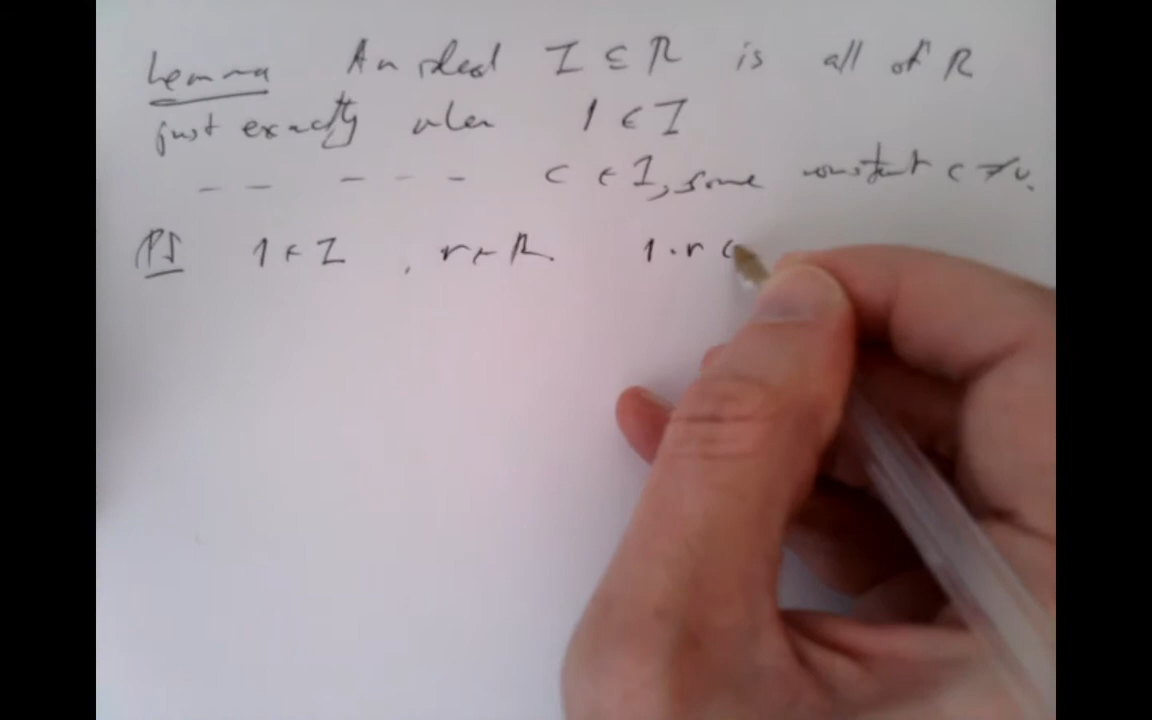 Lemma An ideal I ⊆ R is all of R
just exactly when 1 ∈ I
-- --- c ∈ I, some constant c ≠ 0.
Pf 1 ∈ I , r ∈ R 1·r ∈